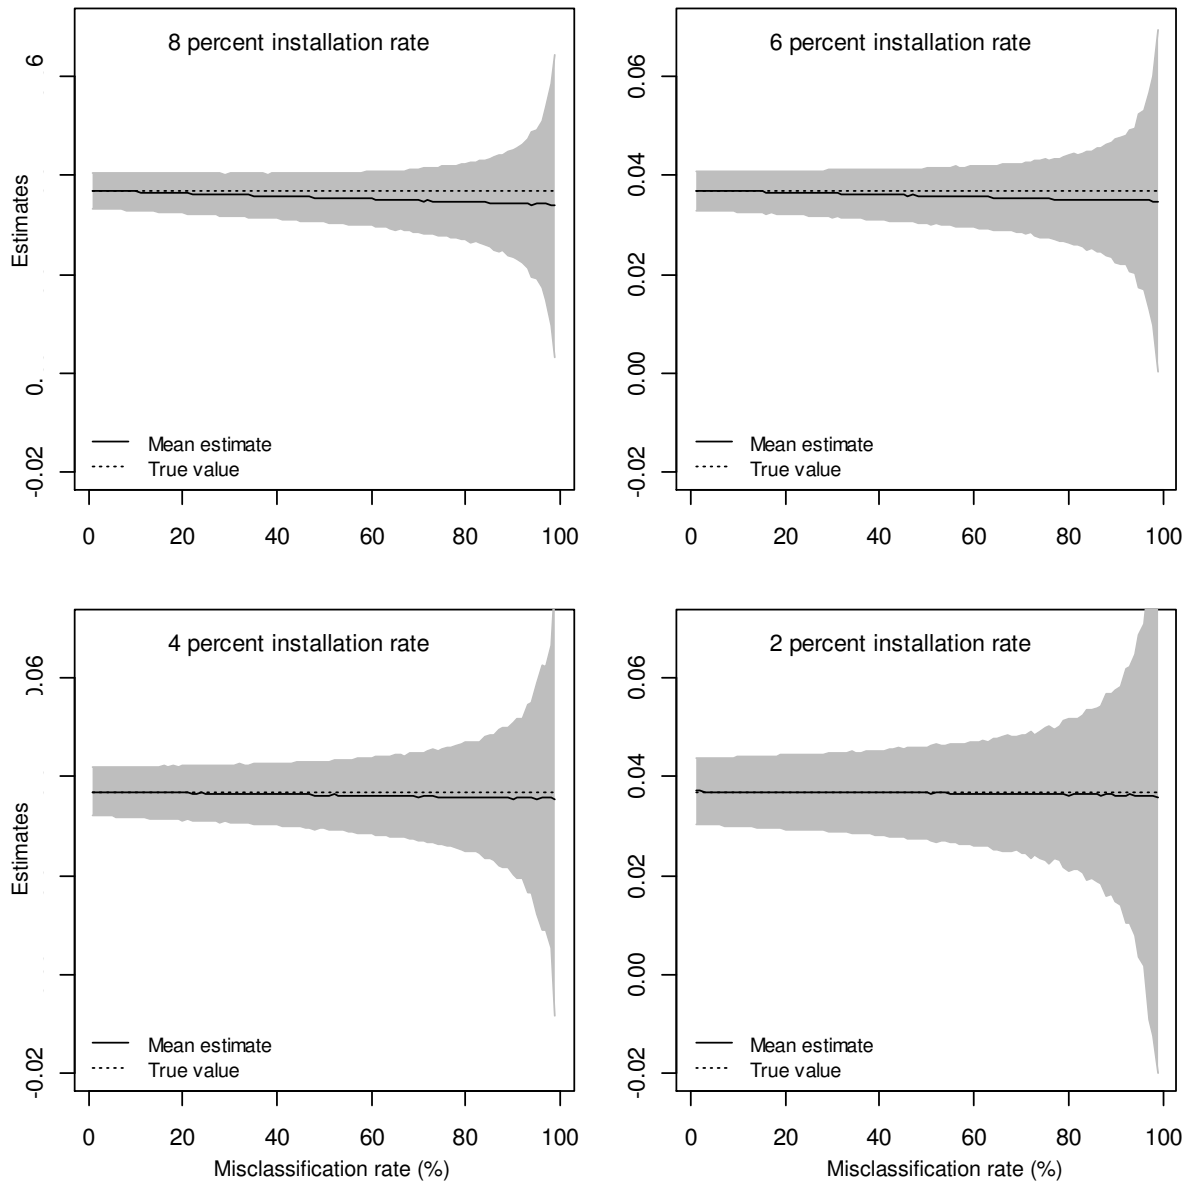 8 percent installation rate
6
0.
-0.02
Estimates
Mean estimate
True value
0 20 40 60 80 100
6 percent installation rate
0.06
0.04
0.02
0.00
-0.02
Mean estimate
True value
0 20 40 60 80 100
4 percent installation rate
.06
-0.02
Estimates
Mean estimate
True value
0 20 40 60 80 100
Misclassification rate (%)
2 percent installation rate
0.06
0.04
0.02
0.00
-0.02
Mean estimate
True value
0 20 40 60 80 100
Misclassification rate (%)